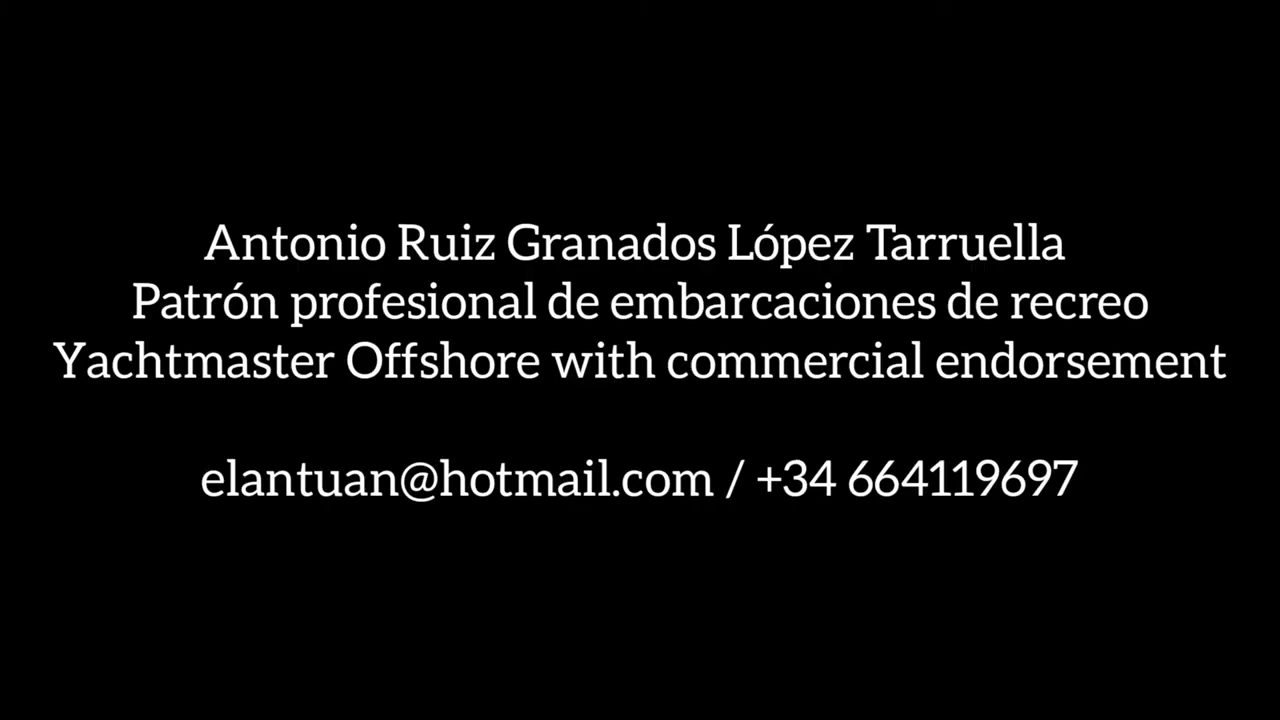 Antonio Ruiz Granados López Tarruella
Patrón profesional de embarcaciones de recreo
Yachtmaster Offshore with commercial endorsement
elantuan@hotmail.com / +34 664119697